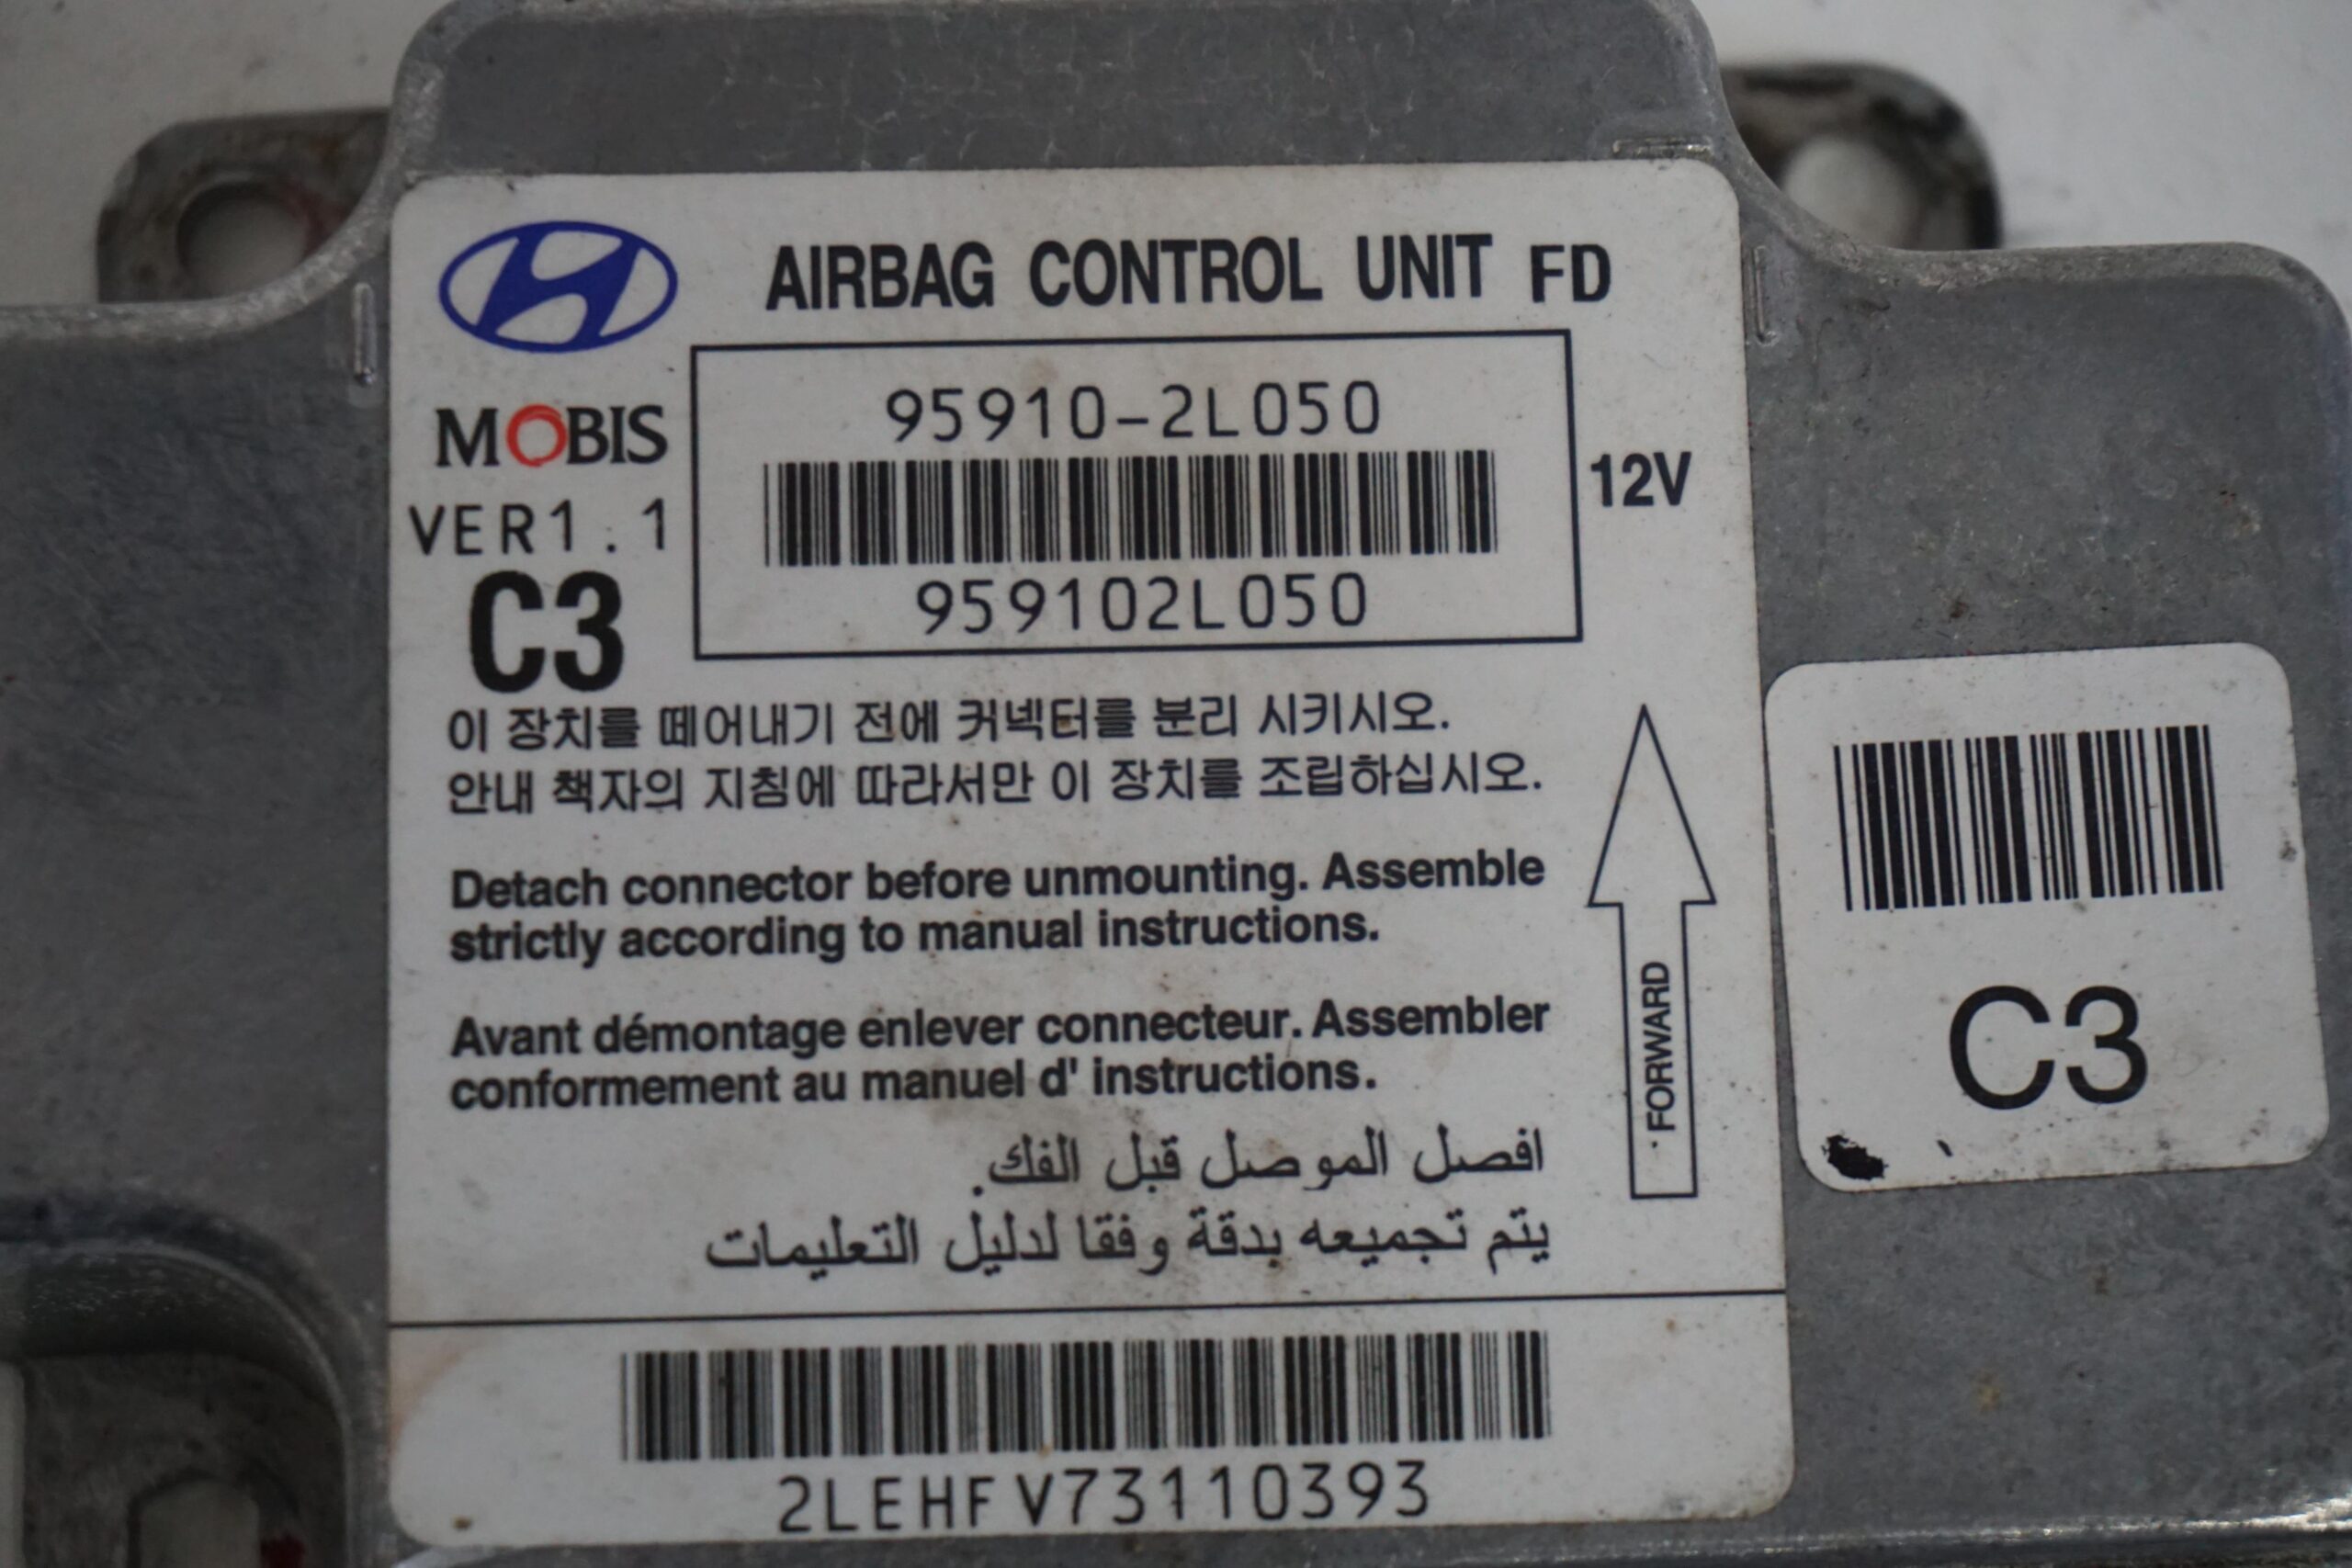 AIRBAG CONTROL UNIT FD
MOBIS
VER1.1
C3
95910-2L050
959102L050
12V
이 장치를 떼어내기 전에 커넥터를 분리 시키시오.
안내 책자의 지침에 따라서만 이 장치를 조립하십시오.
Detach connector before unmounting. Assemble
strictly according to manual instructions.
Avant démontage enlever connecteur. Assembler
conformement au manuel d' instructions.
افصل الموصل قبل الفك.
يتم تجميعه بدقة وفقا لدليل التعليمات
FORWARD
2LEHFV73110393
C3